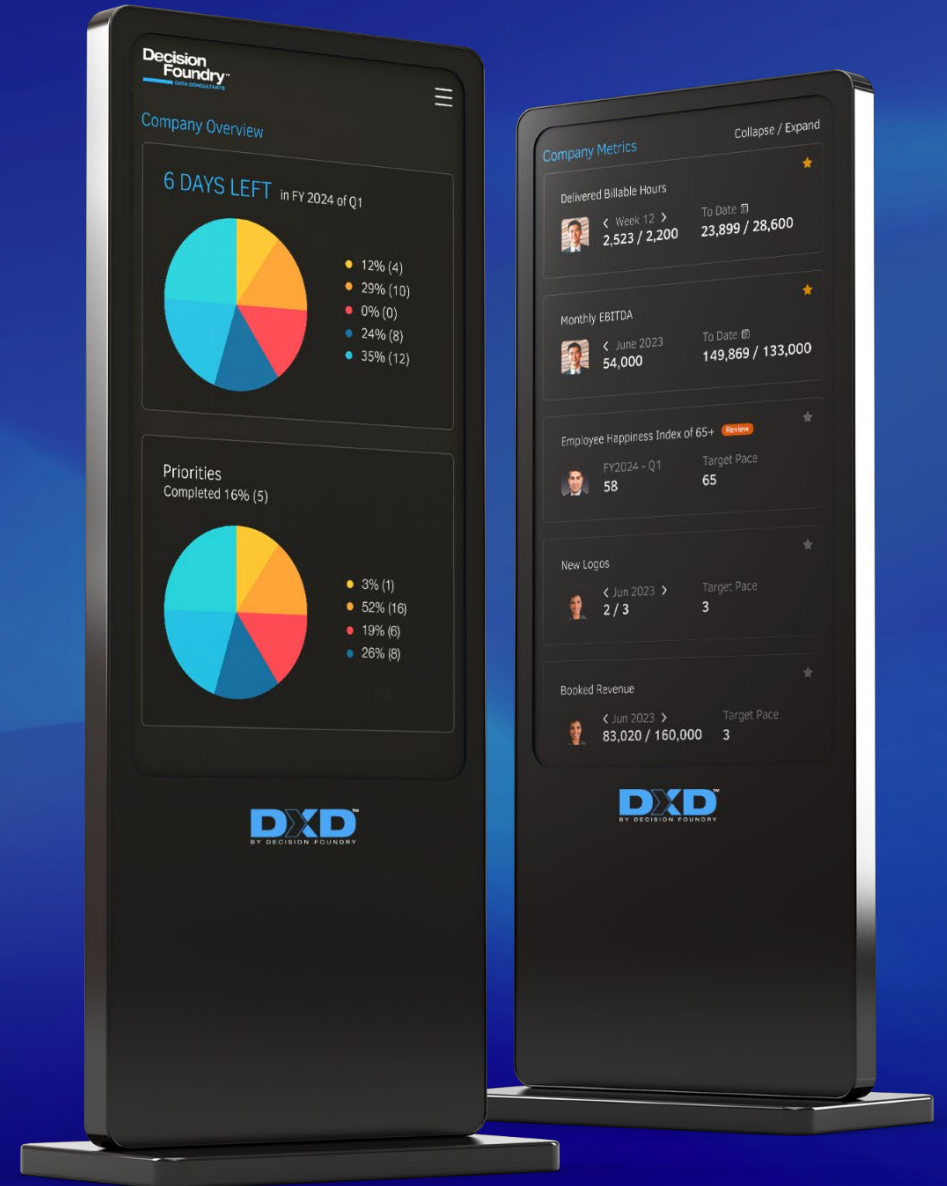 Decision
Foundry™
DATA CONSULTANTS
Company Overview
6 DAYS LEFT in FY 2024 of Q1
12% (4)
29% (10)
0% (0)
24% (8)
35% (12)
Priorities
Completed 16% (5)
3% (1)
52% (16)
19% (6)
26% (8)
DXD™
BY DECISION FOUNDRY
Company Metrics
Collapse / Expand
Delivered Billable Hours
< Week 12 >
To Date
2,523 / 2,200
23,899 / 28,600
Monthly EBITDA
< June 2023
To Date
54,000
149,869 / 133,000
Employee Happiness Index of 65+ Review
FY2024 - Q1
Target Pace
58
65
New Logos
< Jun 2023 >
Target Pace
2 / 3
3
Booked Revenue
< Jun 2023 >
Target Pace
83,020 / 160,000
3
DXD™
BY DECISION FOUNDRY